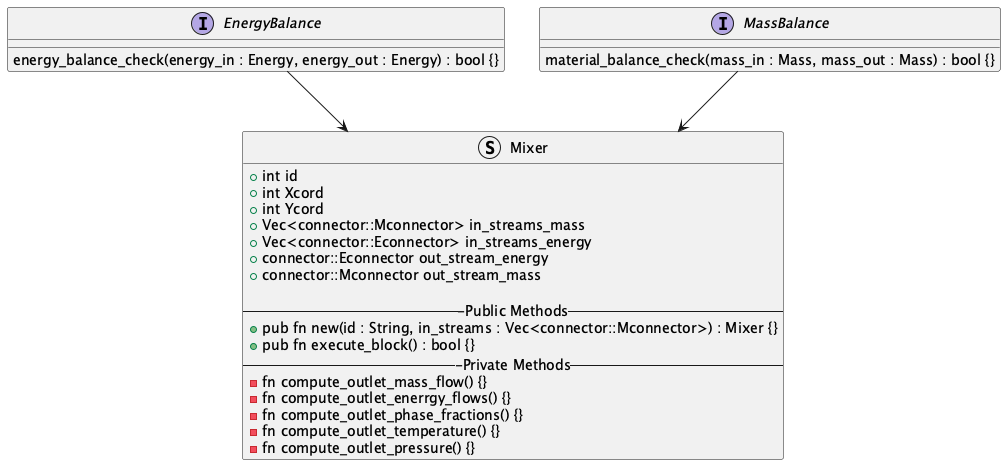 I EnergyBalance
energy_balance_check(energy_in : Energy, energy_out : Energy) : bool {}
I MassBalance
material_balance_check(mass_in : Mass, mass_out : Mass) : bool {}
S Mixer
int id
int Xcord
int Ycord
Vec<connector::Mconnector> in_streams_mass
Vec<connector::Econnector> in_streams_energy
connector::Econnector out_stream_energy
connector::Mconnector out_stream_mass
Public Methods
pub fn new(id : String, in_streams : Vec<connector::Mconnector>) : Mixer {}
pub fn execute_block() : bool {}
Private Methods
fn compute_outlet_mass_flow() {}
fn compute_outlet_enerrgy_flows() {}
fn compute_outlet_phase_fractions() {}
fn compute_outlet_temperature() {}
fn compute_outlet_pressure() {}